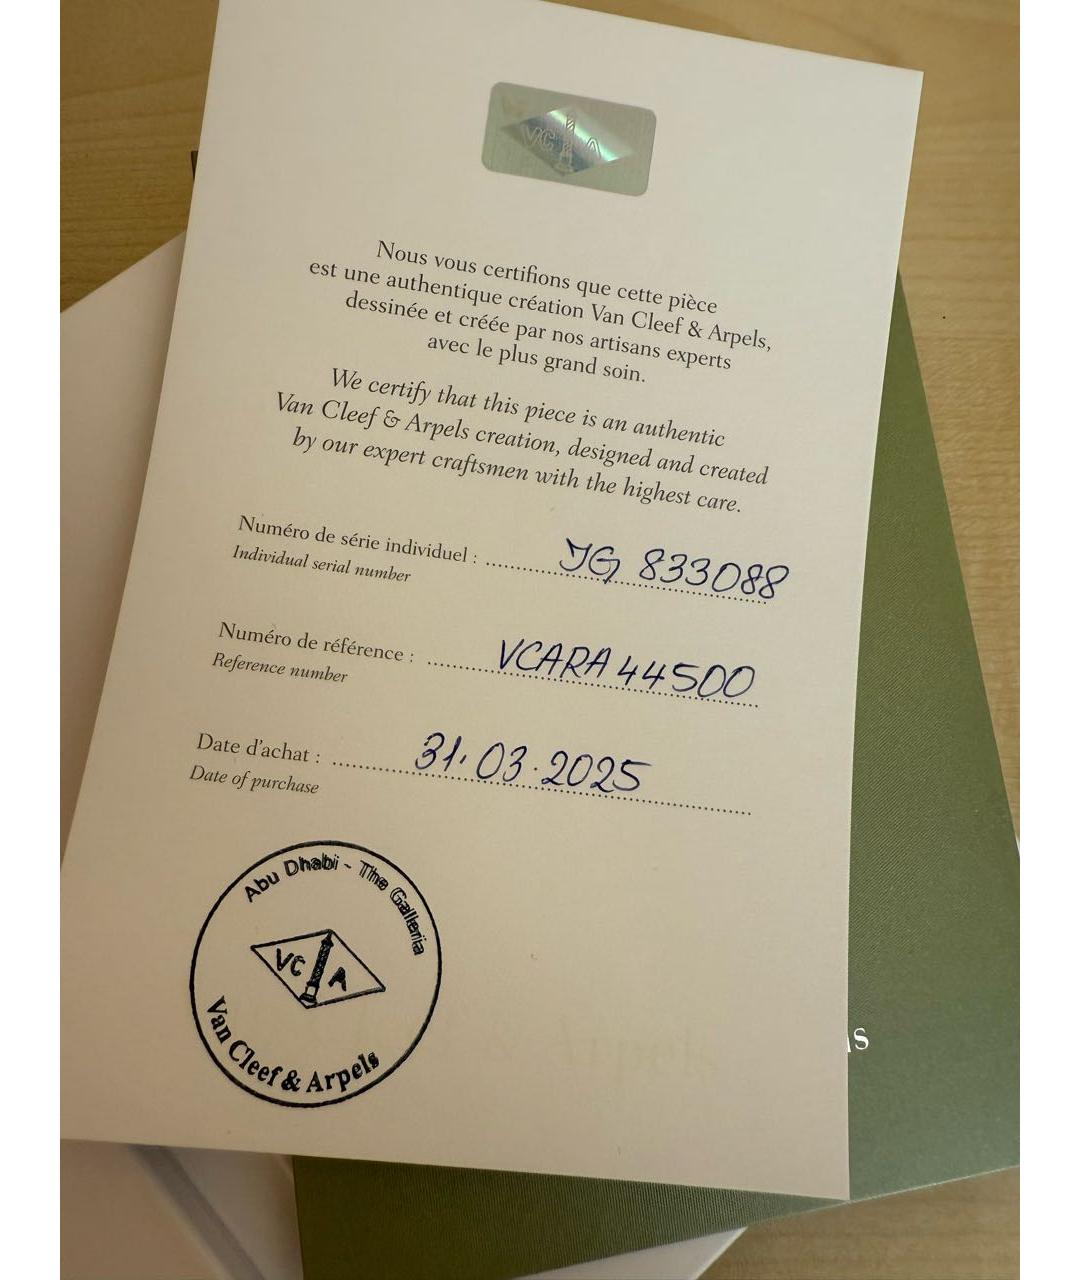 VC A
Nous vous certifions que cette pièce
est une authentique création Van Cleef & Arpels,
dessinée et créée par nos artisans experts
avec le plus grand soin.
We certify that this piece is an authentic
Van Cleef & Arpels creation, designed and created
by our expert craftsmen with the highest care.
Numéro de série individuel : JG 833088
Individual serial number
Numéro de référence : VCARA44500
Reference number
Date d'achat : 31.03.2025
Date of purchase
Abu Dhabi - The Galleria
VC A
Van Cleef & Arpels